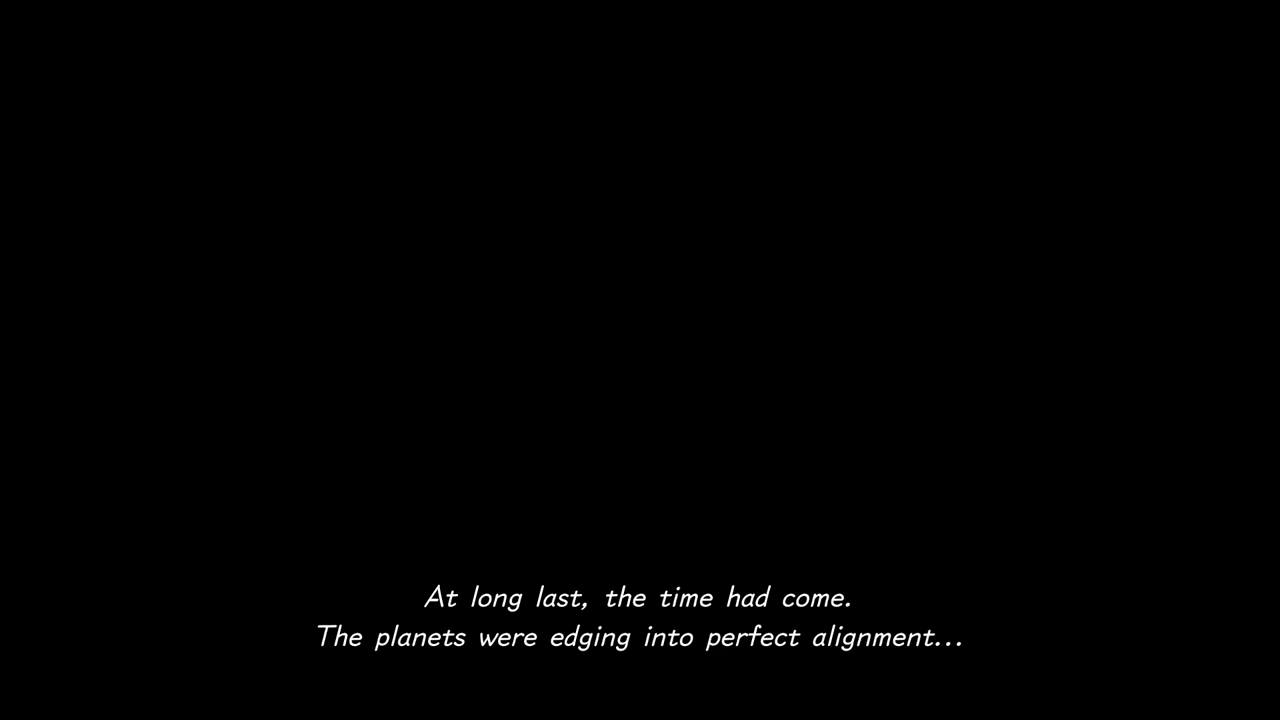 At long last, the time had come.
The planets were edging into perfect alignment...